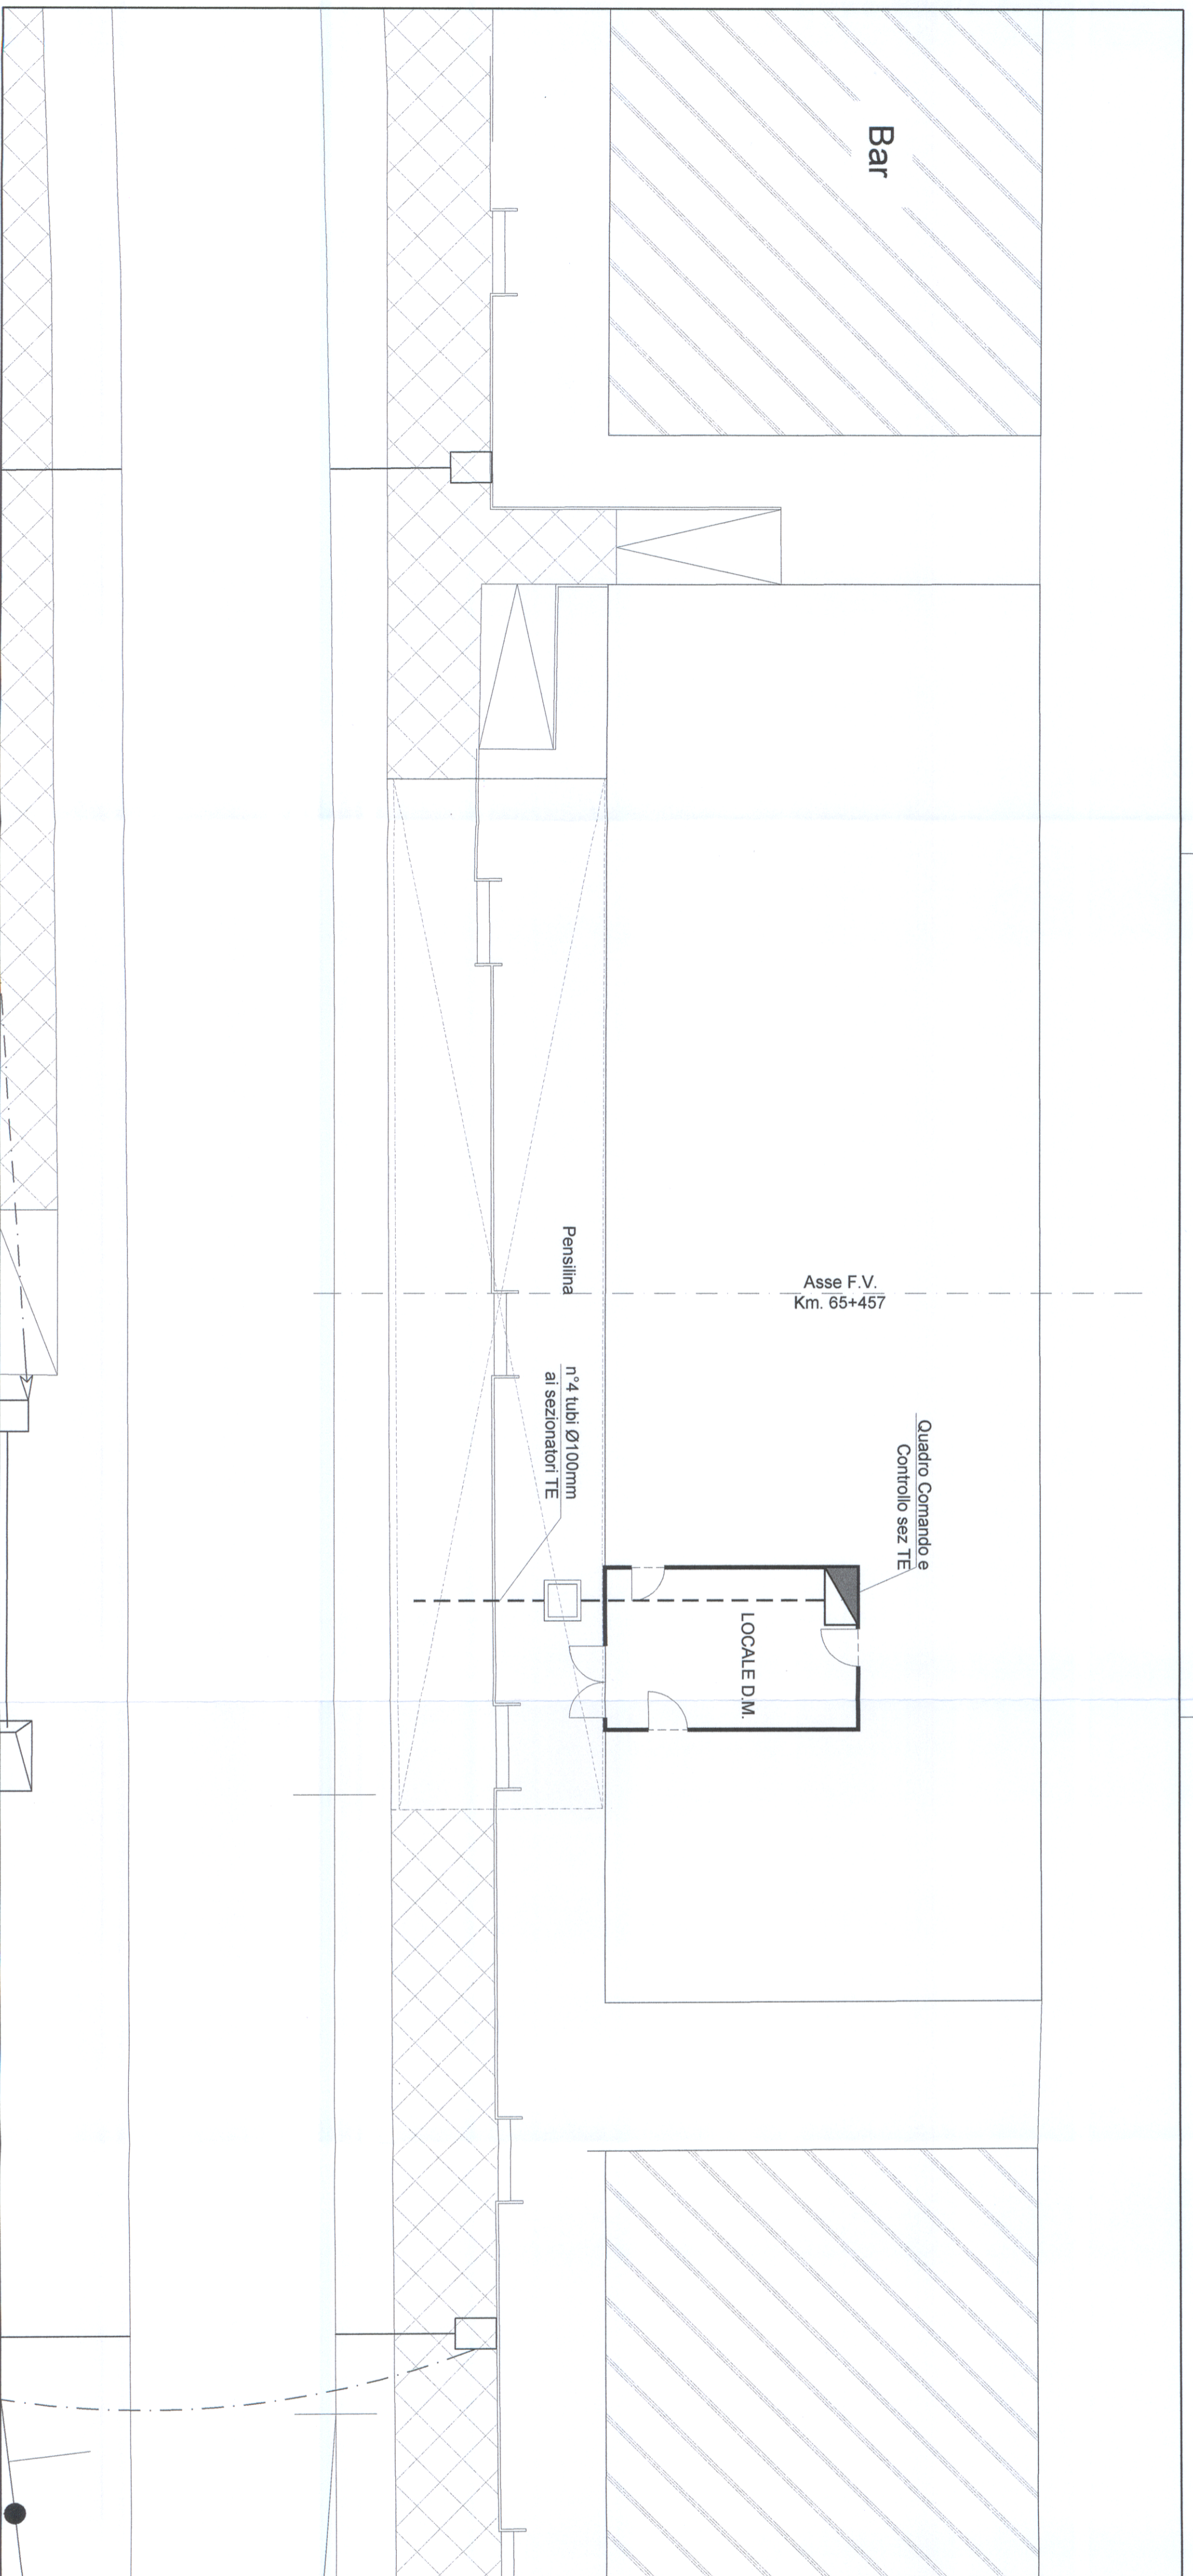 Bar
Pensilina
Asse F.V.
Km. 65+457
n°4 tubi Ø100mm
ai sezionatori TE
Quadro Comando e
Controllo sez TE
LOCALE D.M.